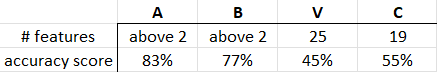 A B V C
# features above 2 above 2 25 19
accuracy score 83% 77% 45% 55%